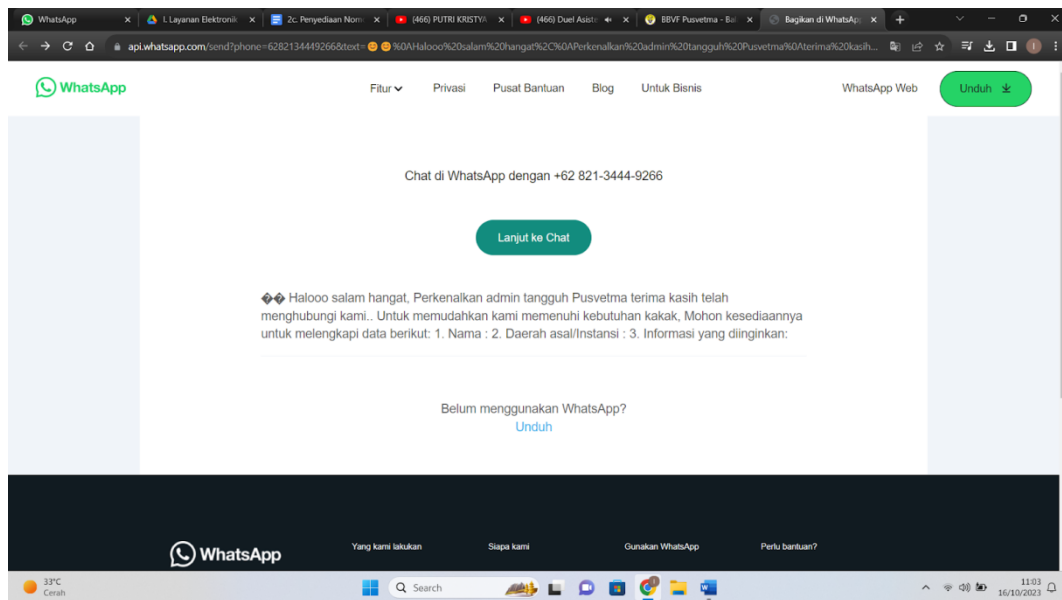 WhatsApp
I. Layanan Elektronik
2c. Penyediaan Nom
(466) PUTRI KRISTYA
(466) Duel Asiste
BBVF Pusvetma - Bal
Bagikan di WhatsApp
api.whatsapp.com/send?phone=6282134449266&text=😊😊%0AHalooo%20salam%20hangat%2C%0APerkenalkan%20admin%20tangguh%20Pusvetma%0Aterima%20kasih...
WhatsApp
Fitur
Privasi
Pusat Bantuan
Blog
Untuk Bisnis
WhatsApp Web
Unduh
Chat di WhatsApp dengan +62 821-3444-9266
Lanjut ke Chat
�� Halooo salam hangat, Perkenalkan admin tangguh Pusvetma terima kasih telah
menghubungi kami.. Untuk memudahkan kami memenuhi kebutuhan kakak, Mohon kesediaannya
untuk melengkapi data berikut: 1. Nama : 2. Daerah asal/Instansi : 3. Informasi yang diinginkan:
Belum menggunakan WhatsApp?
Unduh
WhatsApp
Yang kami lakukan
Siapa kami
Gunakan WhatsApp
Perlu bantuan?
33°C
Cerah
Search
11:03
16/10/2023